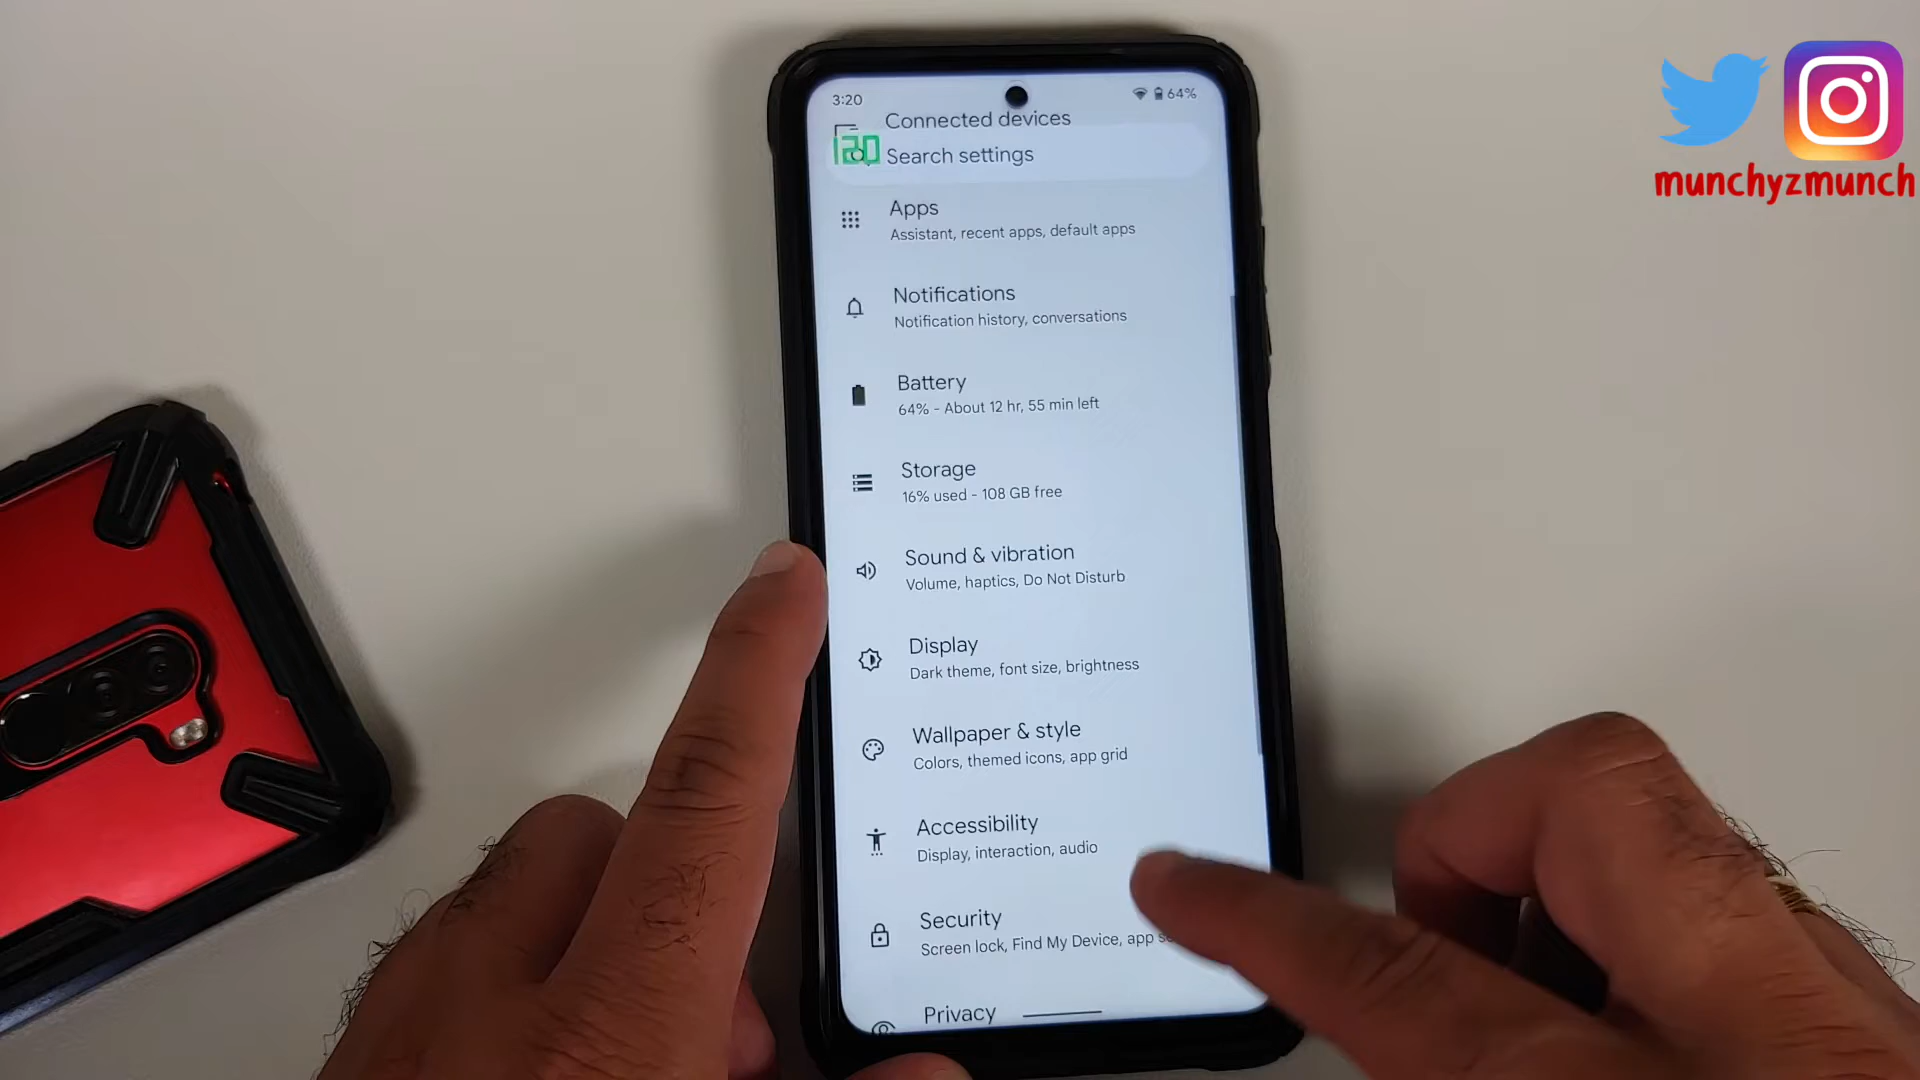 3:20
64%
Connected devices
120
Search settings
Apps
Assistant, recent apps, default apps
Notifications
Notification history, conversations
Battery
64% - About 12 hr, 55 min left
Storage
16% used - 108 GB free
Sound & vibration
Volume, haptics, Do Not Disturb
Display
Dark theme, font size, brightness
Wallpaper & style
Colors, themed icons, app grid
Accessibility
Display, interaction, audio
Security
Screen lock, Find My Device, app
Privacy
munchyzmunch